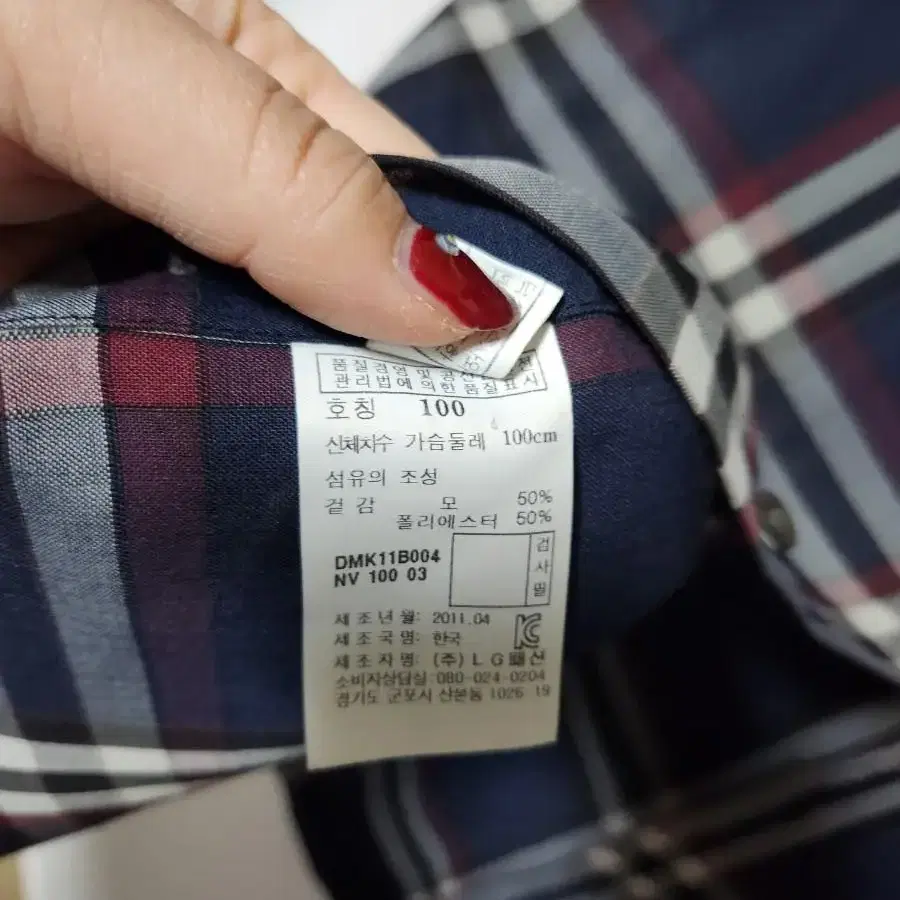 품질경영 및 공산
관리법에 의한 품질표시
호칭 100
신체치수 가슴둘레 100cm
섬유의 조성
겉감 모 50%
폴리에스터 50%
DMK11B004
NV 100 03
검사필
제조년월: 2011.04
제조국명: 한국
제조자명: (주)LG패션
소비자상담실: 080-024-0204
경기도 군포시 산본동 1026 19